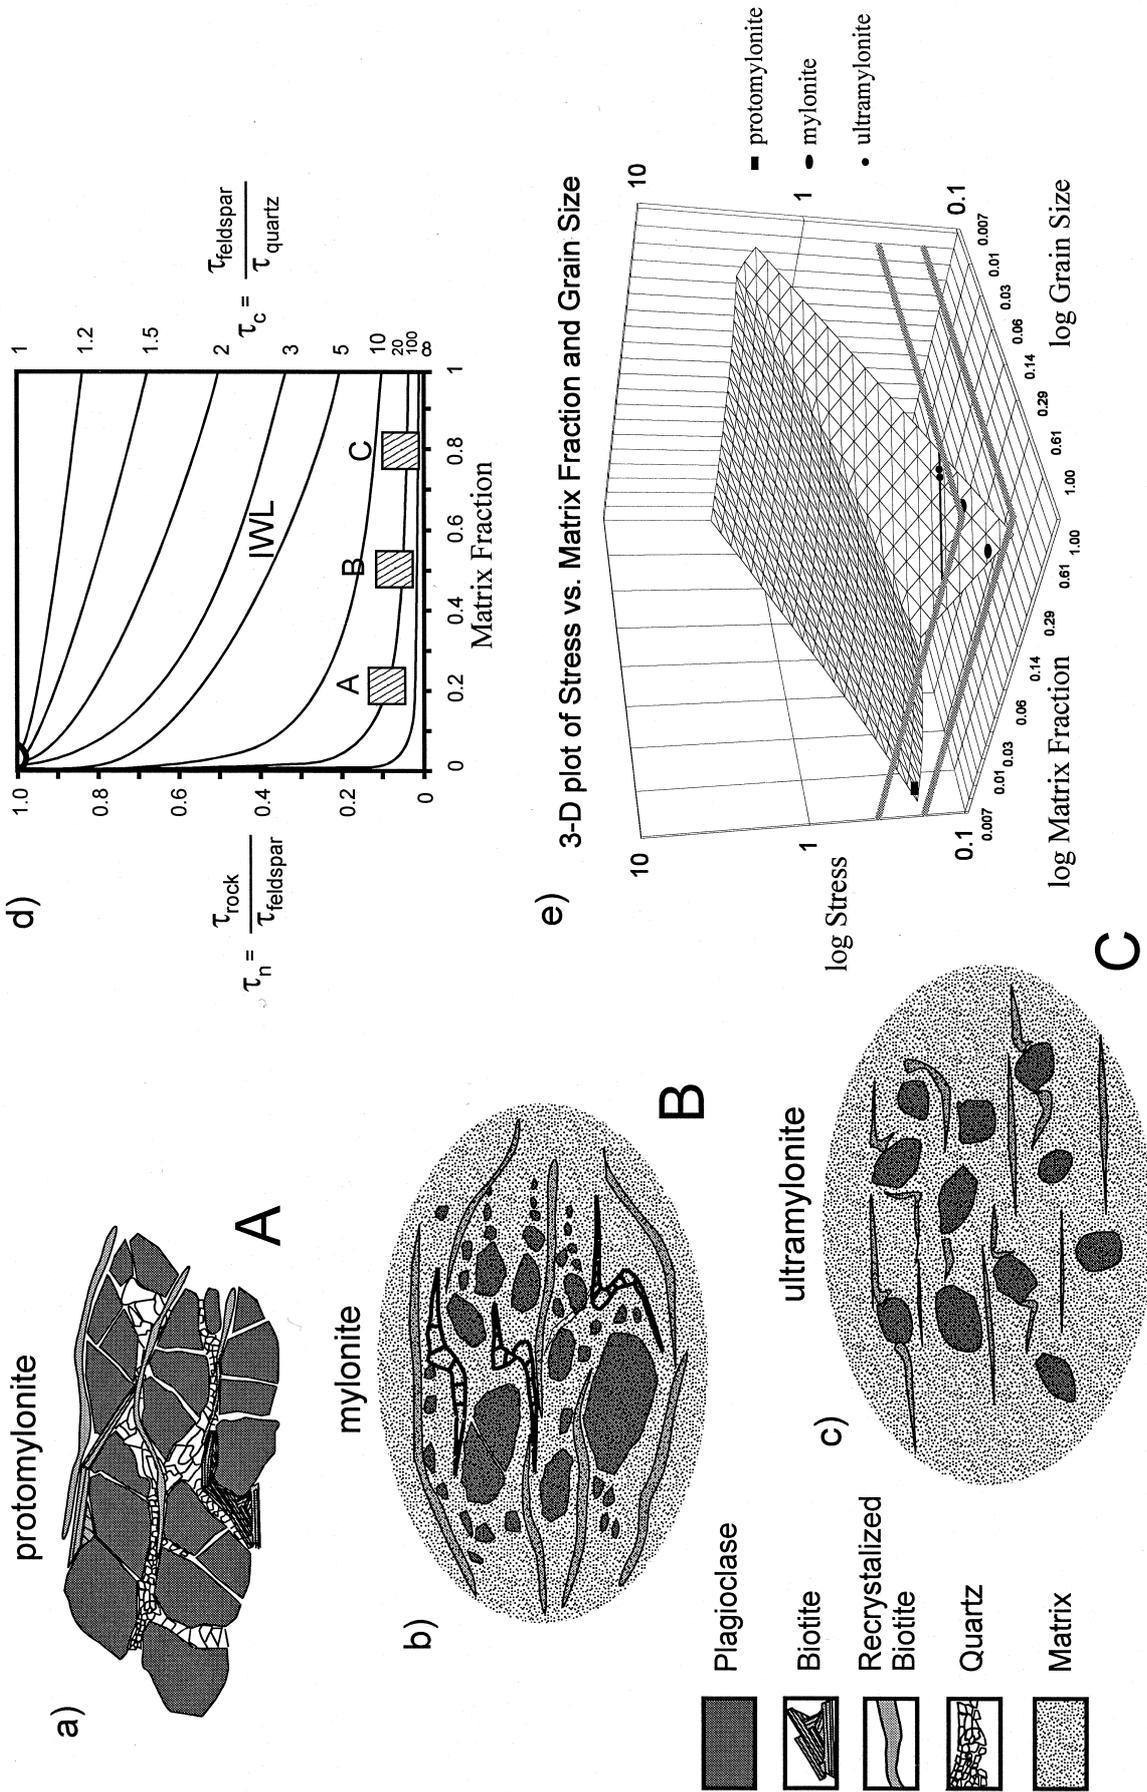 a)
protomylonite
A
b)
mylonite
B
c)
ultramylonite
C
Plagioclase
Biotite
Recrystalized
Biotite
Quartz
Matrix
d)
τn = τrock / τfeldspar
τc = τfeldspar / τquartz
1.0
0.8
0.6
0.4
0.2
0
1
1.2
1.5
2
3
5
10
20
100
∞
IWL
A
B
C
0 0.2 0.4 0.6 0.8 1
Matrix Fraction
e)
3-D plot of Stress vs. Matrix Fraction and Grain Size
10
1
0.1
log Stress
10
1
0.1
0.007 0.01 0.03 0.06 0.14 0.29 0.61 1.00
log Matrix Fraction
1.00 0.61 0.29 0.14 0.06 0.03 0.01 0.007
log Grain Size
protomylonite
mylonite
ultramylonite